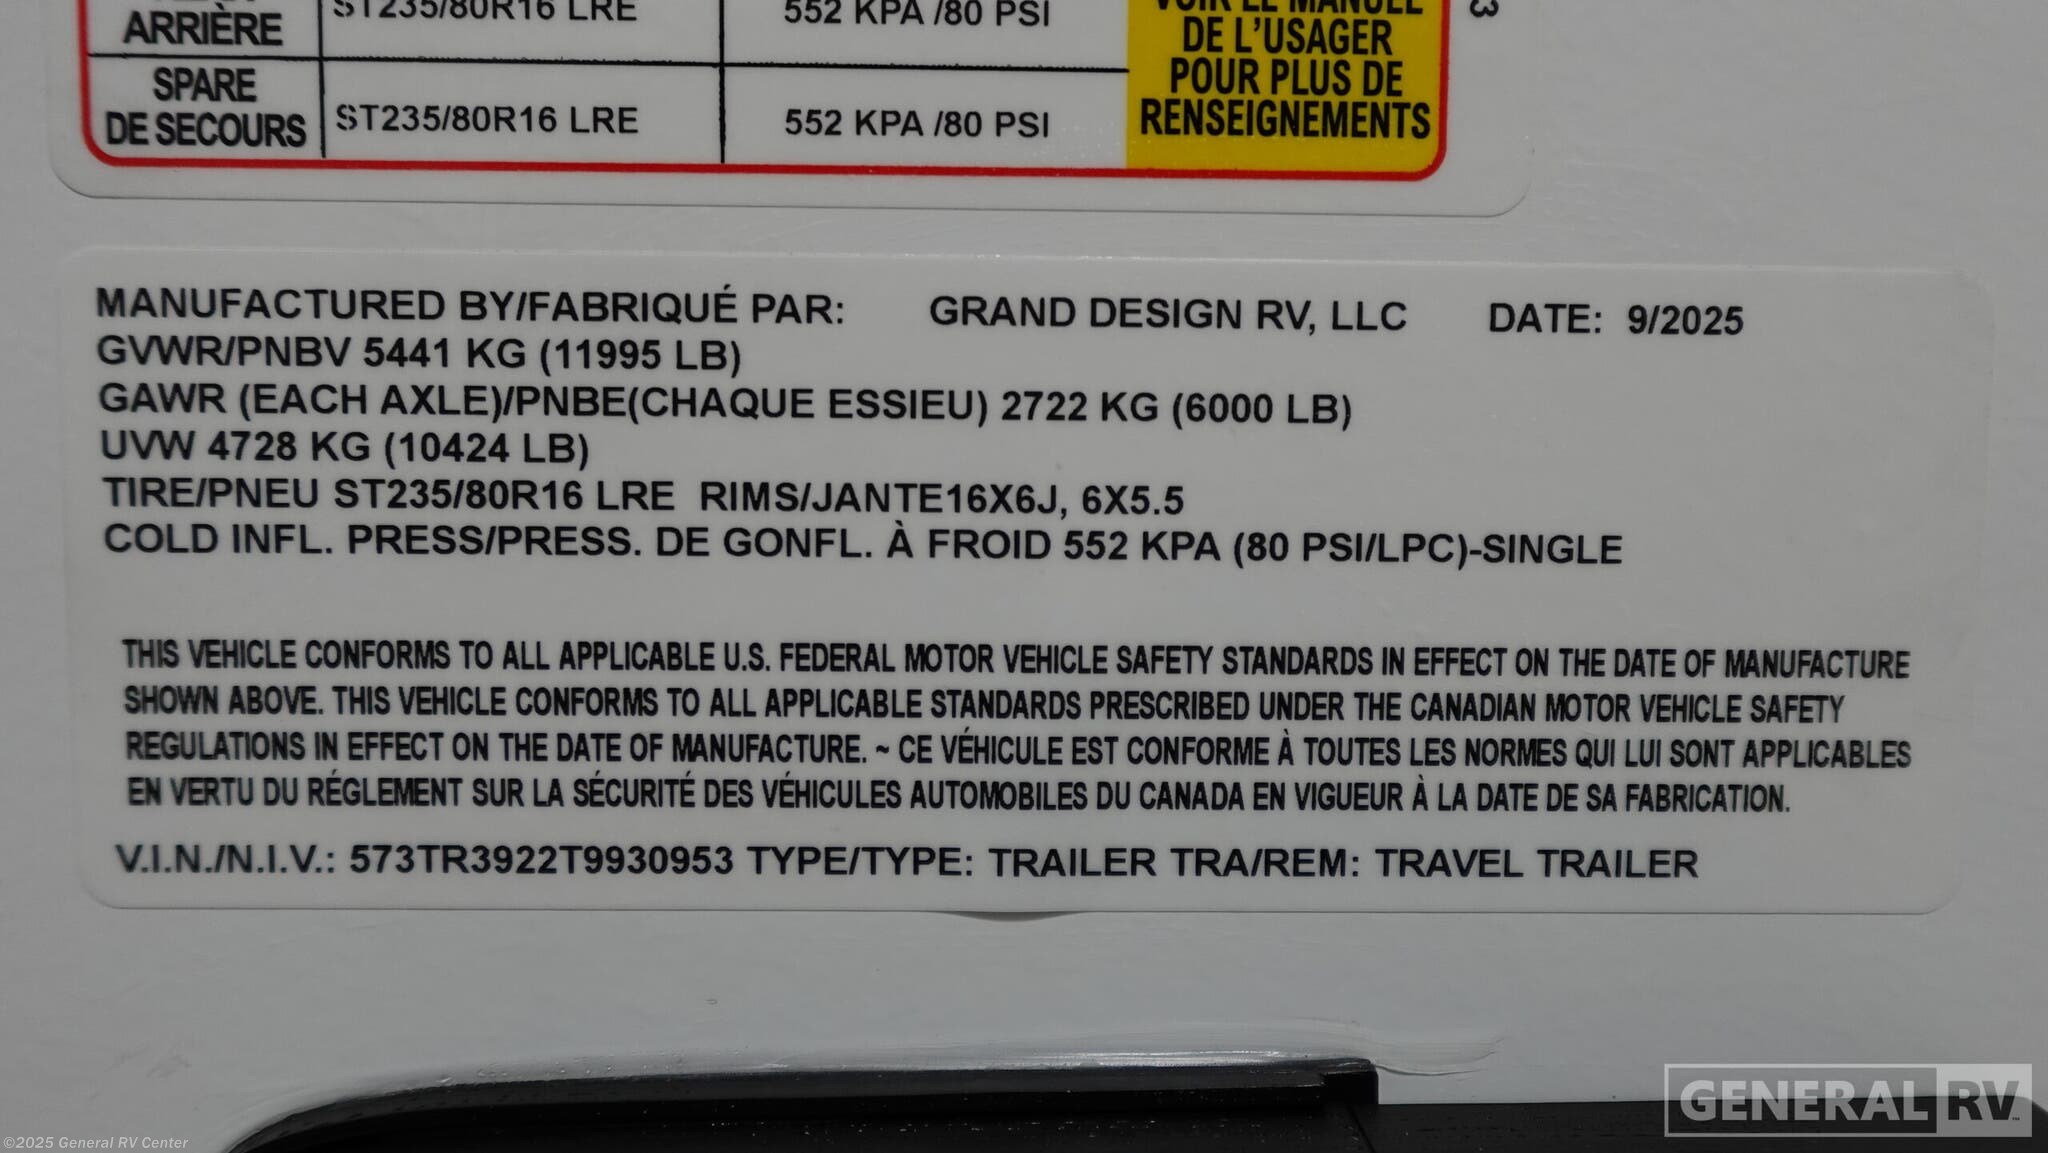 ARRIÈRE
ST235/80R16 LRE
552 KPA /80 PSI
VOIR LE MANUEL
DE L'USAGER
POUR PLUS DE
RENSEIGNEMENTS
3
SPARE
DE SECOURS
ST235/80R16 LRE
552 KPA /80 PSI
MANUFACTURED BY/FABRIQUÉ PAR: GRAND DESIGN RV, LLC DATE: 9/2025
GVWR/PNBV 5441 KG (11995 LB)
GAWR (EACH AXLE)/PNBE(CHAQUE ESSIEU) 2722 KG (6000 LB)
UVW 4728 KG (10424 LB)
TIRE/PNEU ST235/80R16 LRE RIMS/JANTE16X6J, 6X5.5
COLD INFL. PRESS/PRESS. DE GONFL. À FROID 552 KPA (80 PSI/LPC)-SINGLE
THIS VEHICLE CONFORMS TO ALL APPLICABLE U.S. FEDERAL MOTOR VEHICLE SAFETY STANDARDS IN EFFECT ON THE DATE OF MANUFACTURE
SHOWN ABOVE. THIS VEHICLE CONFORMS TO ALL APPLICABLE STANDARDS PRESCRIBED UNDER THE CANADIAN MOTOR VEHICLE SAFETY
REGULATIONS IN EFFECT ON THE DATE OF MANUFACTURE. ~ CE VÉHICULE EST CONFORME À TOUTES LES NORMES QUI LUI SONT APPLICABLES
EN VERTU DU RÉGLEMENT SUR LA SÉCURITÉ DES VÉHICULES AUTOMOBILES DU CANADA EN VIGUEUR À LA DATE DE SA FABRICATION.
V.I.N./N.I.V.: 573TR3922T9930953 TYPE/TYPE: TRAILER TRA/REM: TRAVEL TRAILER
GENERAL RV
©2025 General RV Center